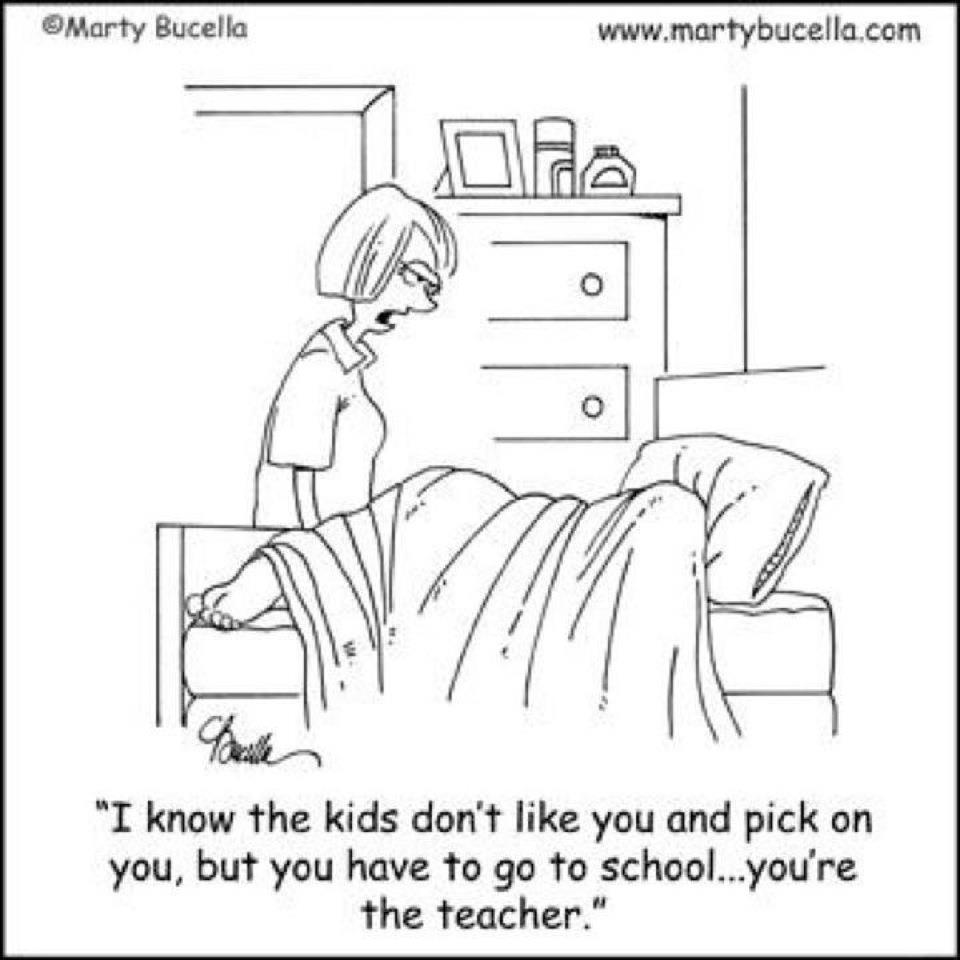 ©Marty Bucella www.martybucella.com
Bucella
"I know the kids don't like you and pick on
you, but you have to go to school...you're
the teacher."